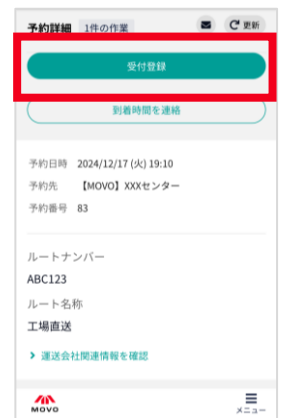 予約詳細 1件の作業 更新
受付登録
到着時間を連絡
予約日時 2024/12/17 (火) 19:10
予約先 【MOVO】XXXセンター
予約番号 83
ルートナンバー
ABC123
ルート名称
工場直送
運送会社関連情報を確認
MOVO メニュー